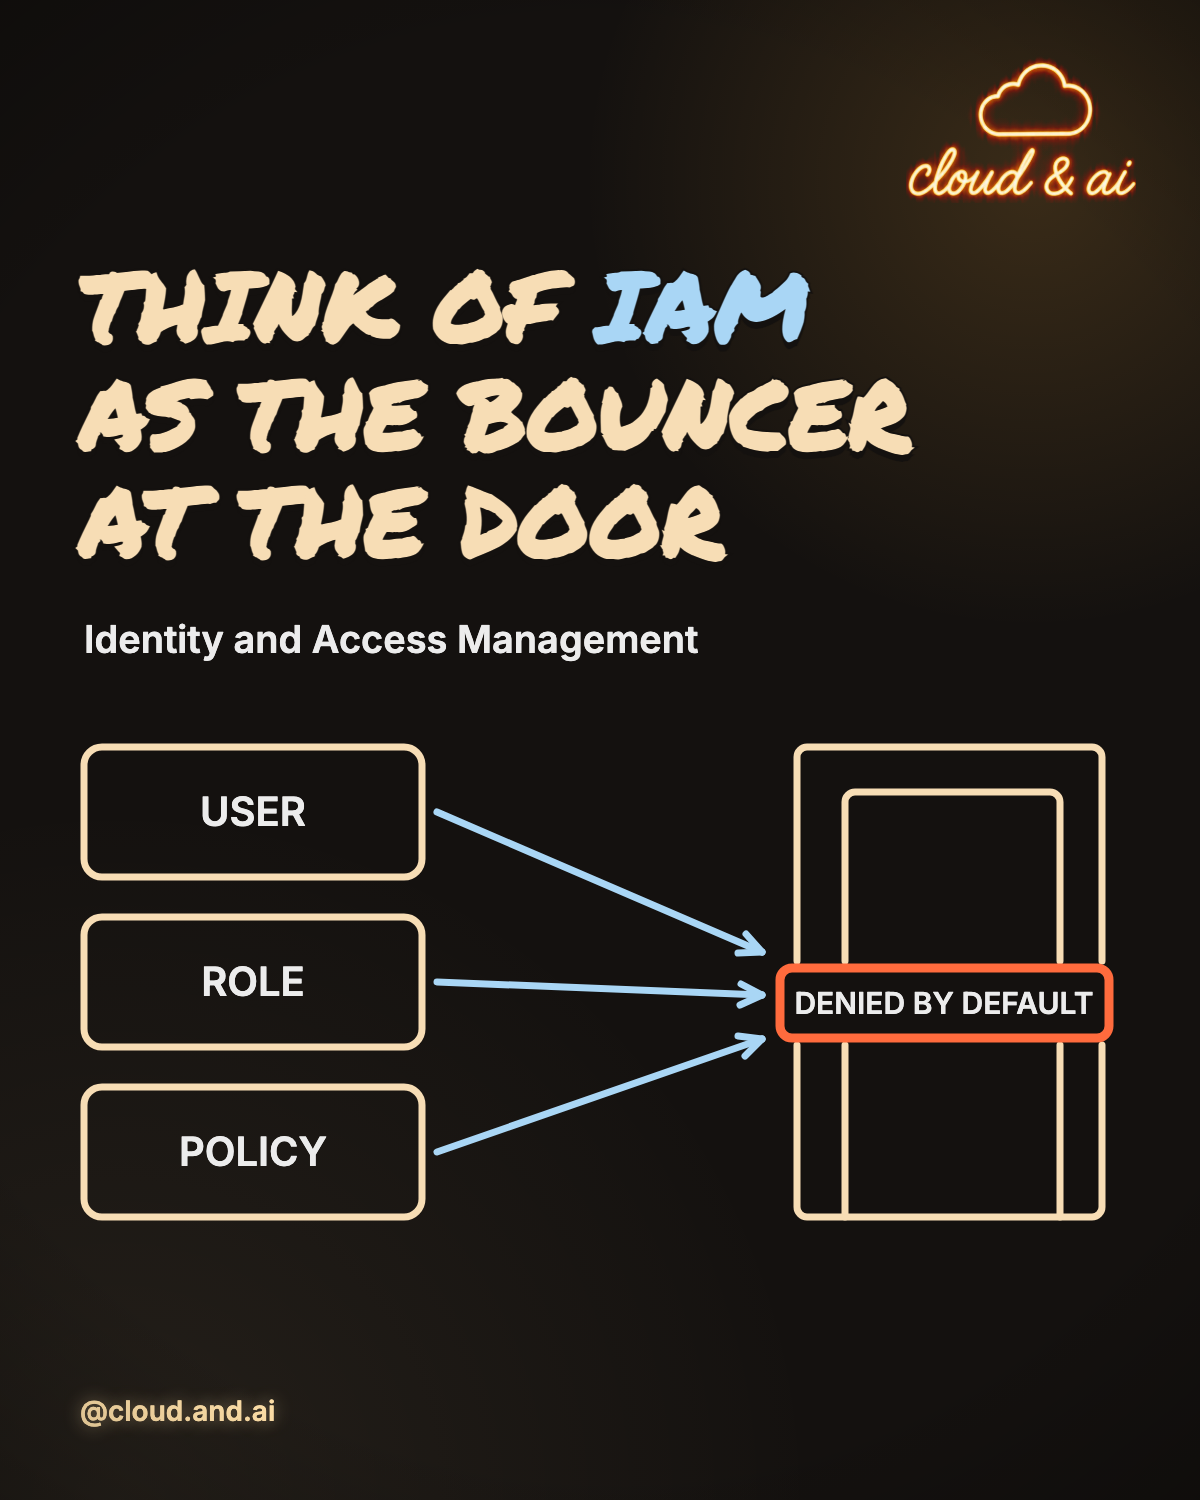 cloud & ai
THINK OF IAM
AS THE BOUNCER
AT THE DOOR
Identity and Access Management
USER
ROLE
POLICY
DENIED BY DEFAULT
@cloud.and.ai